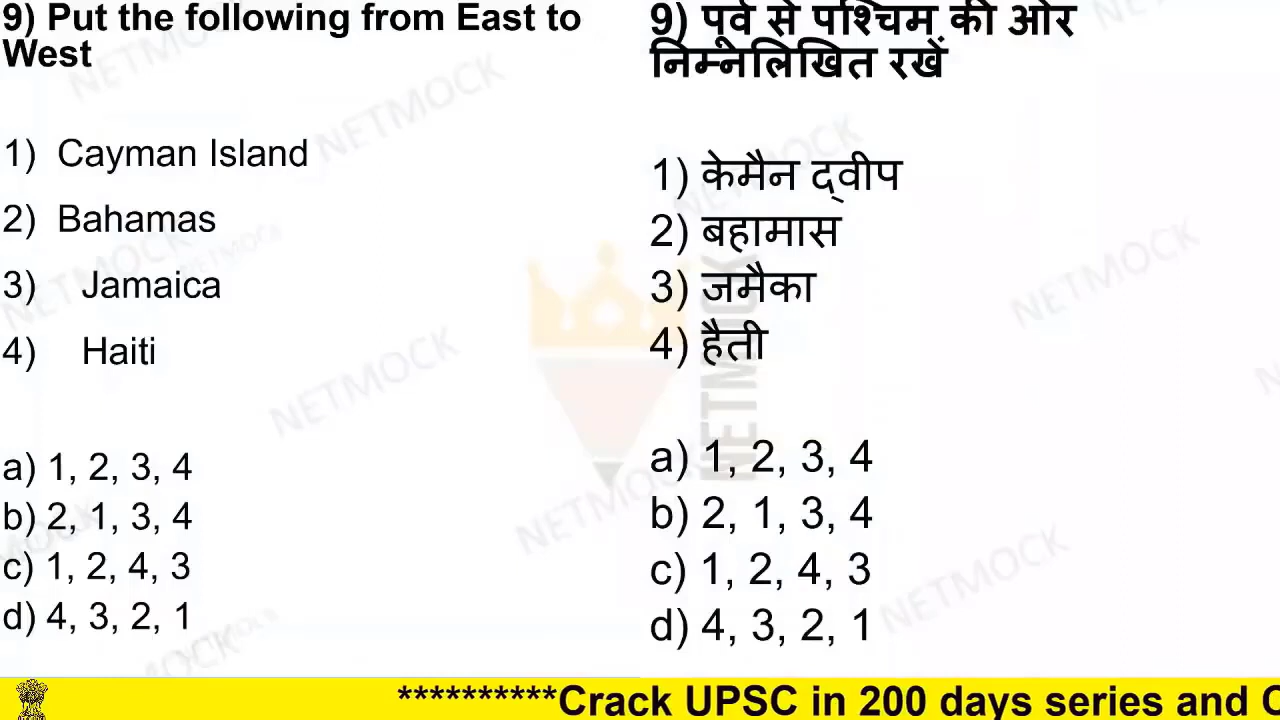 9) Put the following from East to
West
1) Cayman Island
2) Bahamas
3) Jamaica
4) Haiti
a) 1, 2, 3, 4
b) 2, 1, 3, 4
c) 1, 2, 4, 3
d) 4, 3, 2, 1
9) पूर्व से पश्चिम की ओर
निम्नलिखित रखें
1) केमैन द्वीप
2) बहामास
3) जमैका
4) हैती
a) 1, 2, 3, 4
b) 2, 1, 3, 4
c) 1, 2, 4, 3
d) 4, 3, 2, 1
NETMOCK
**********Crack UPSC in 200 days series and